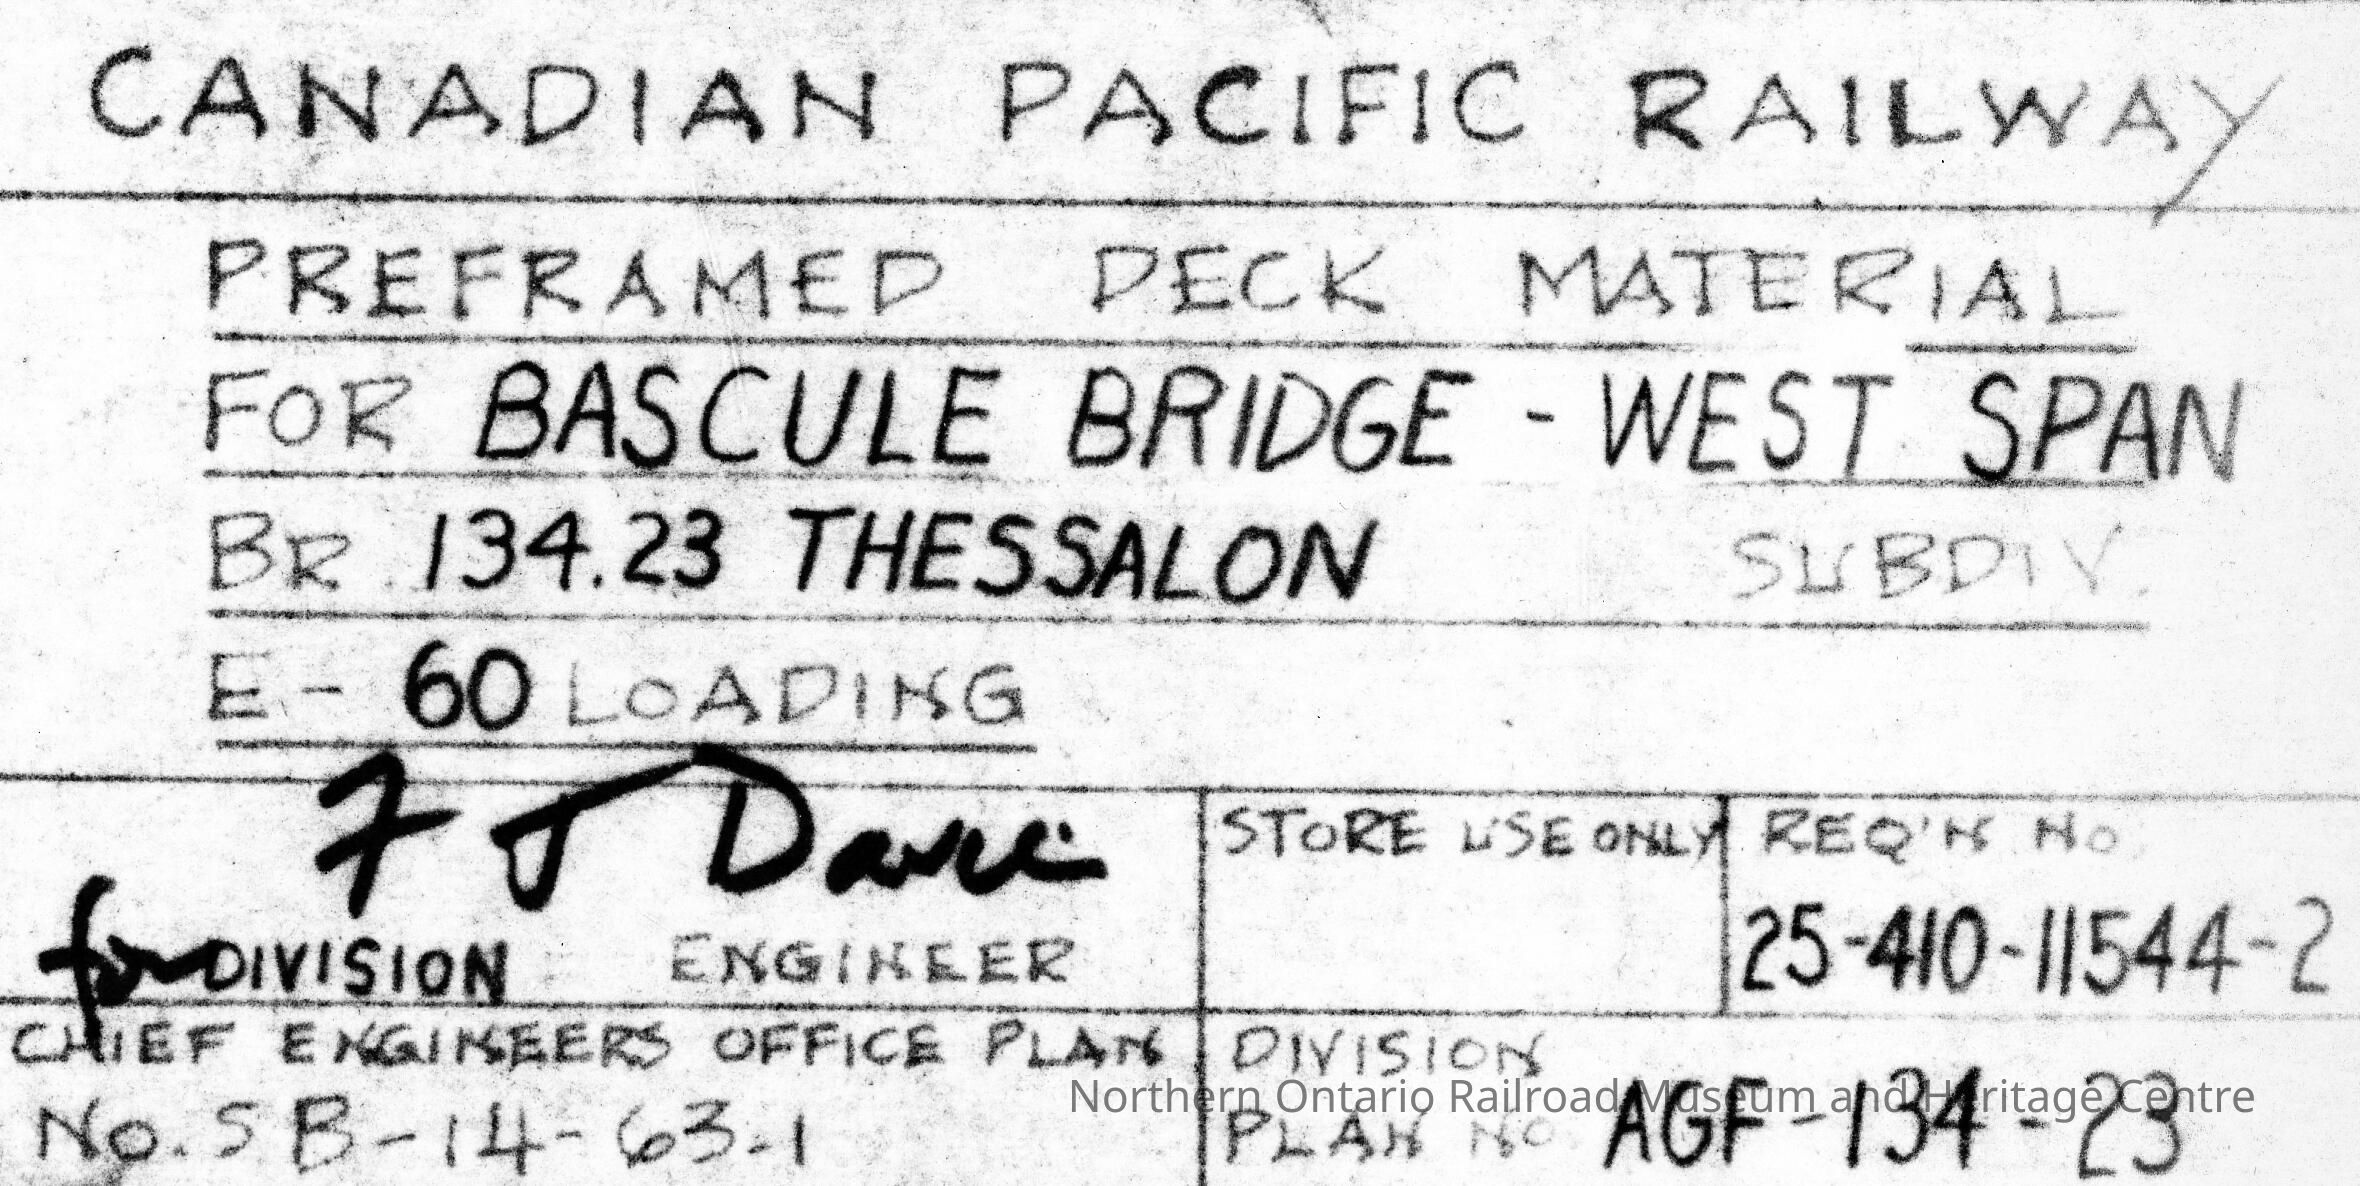 CANADIAN PACIFIC RAILWAY
PREFRAMED DECK MATERIAL
FOR BASCULE BRIDGE - WEST SPAN
BR 134.23 THESSALON SUBDIV.
E - 60 LOADING
F J
for DIVISION ENGINEER
STORE USE ONLY
REQ'N No.
25-410-11544-2
CHIEF ENGINEERS OFFICE PLAN
No. SB-14-63-1
DIVISION
PLAN No. AGF-134-23
Northern Ontario Railroad Museum and Heritage Centre